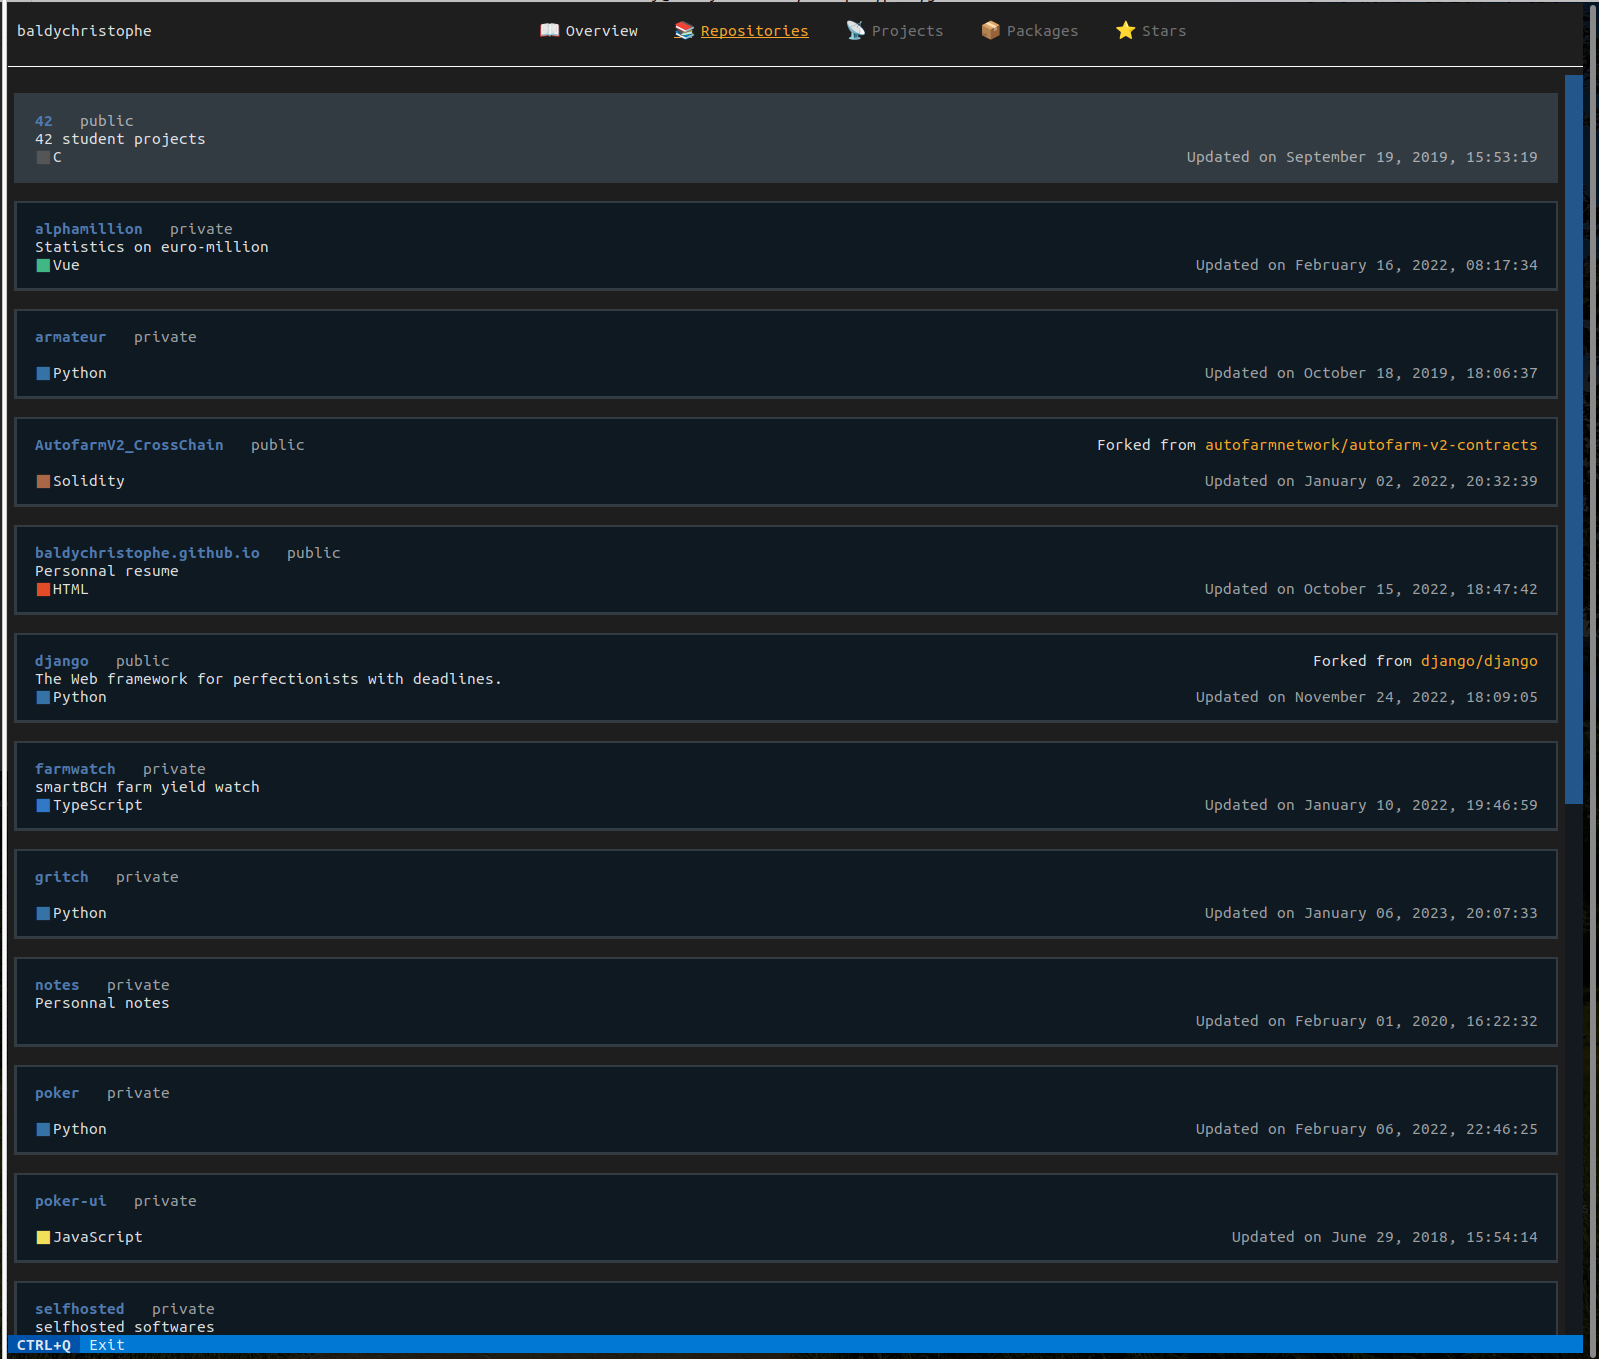 baldychristophe 📖 Overview 📚 Repositories 📡 Projects 📦 Packages ⭐ Stars
42 public
42 student projects
C Updated on September 19, 2019, 15:53:19
alphamillion private
Statistics on euro-million
Vue Updated on February 16, 2022, 08:17:34
armateur private
Python Updated on October 18, 2019, 18:06:37
AutofarmV2_CrossChain public Forked from autofarmnetwork/autofarm-v2-contracts
Solidity Updated on January 02, 2022, 20:32:39
baldychristophe.github.io public
Personnal resume
HTML Updated on October 15, 2022, 18:47:42
django public Forked from django/django
The Web framework for perfectionists with deadlines.
Python Updated on November 24, 2022, 18:09:05
farmwatch private
smartBCH farm yield watch
TypeScript Updated on January 10, 2022, 19:46:59
gritch private
Python Updated on January 06, 2023, 20:07:33
notes private
Personnal notes
Updated on February 01, 2020, 16:22:32
poker private
Python Updated on February 06, 2022, 22:46:25
poker-ui private
JavaScript Updated on June 29, 2018, 15:54:14
selfhosted private
selfhosted softwares
CTRL+Q Exit